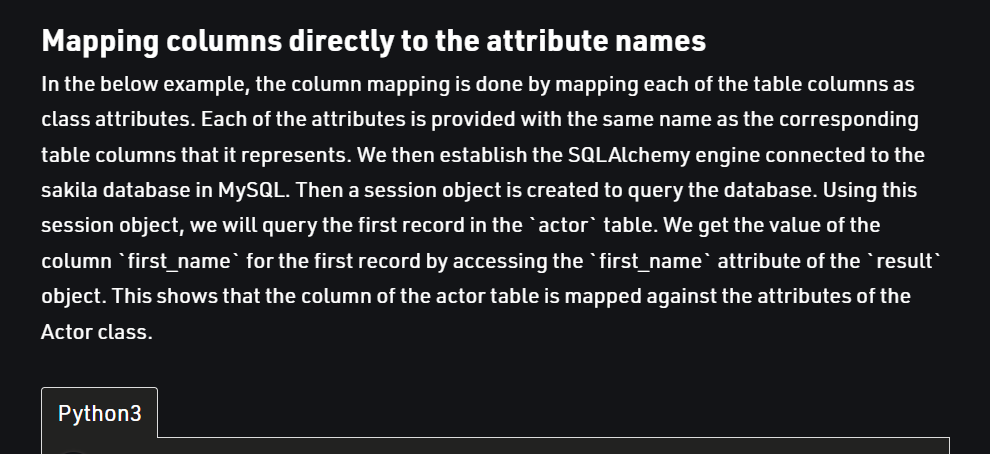 Mapping columns directly to the attribute names
In the below example, the column mapping is done by mapping each of the table columns as
class attributes. Each of the attributes is provided with the same name as the corresponding
table columns that it represents. We then establish the SQLAlchemy engine connected to the
sakila database in MySQL. Then a session object is created to query the database. Using this
session object, we will query the first record in the `actor` table. We get the value of the
column `first_name` for the first record by accessing the `first_name` attribute of the `result`
object. This shows that the column of the actor table is mapped against the attributes of the
Actor class.
Python3